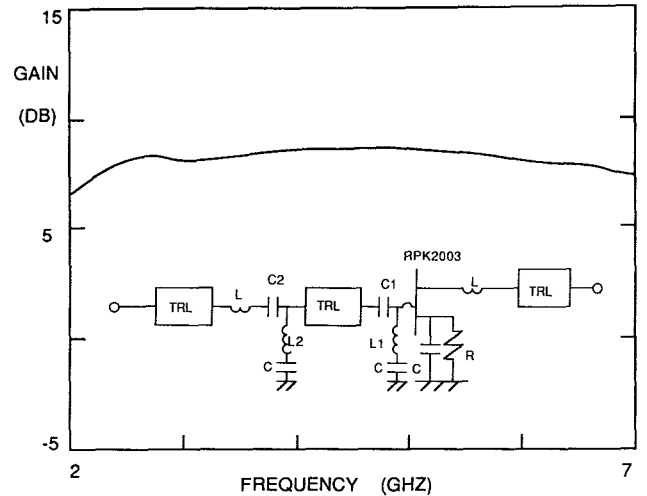 15
GAIN
(DB)
5
-5
2
FREQUENCY (GHZ)
7
RPK2003
TRL
L
C2
TRL
C1
L
TRL
L2
C
L1
C
C
R